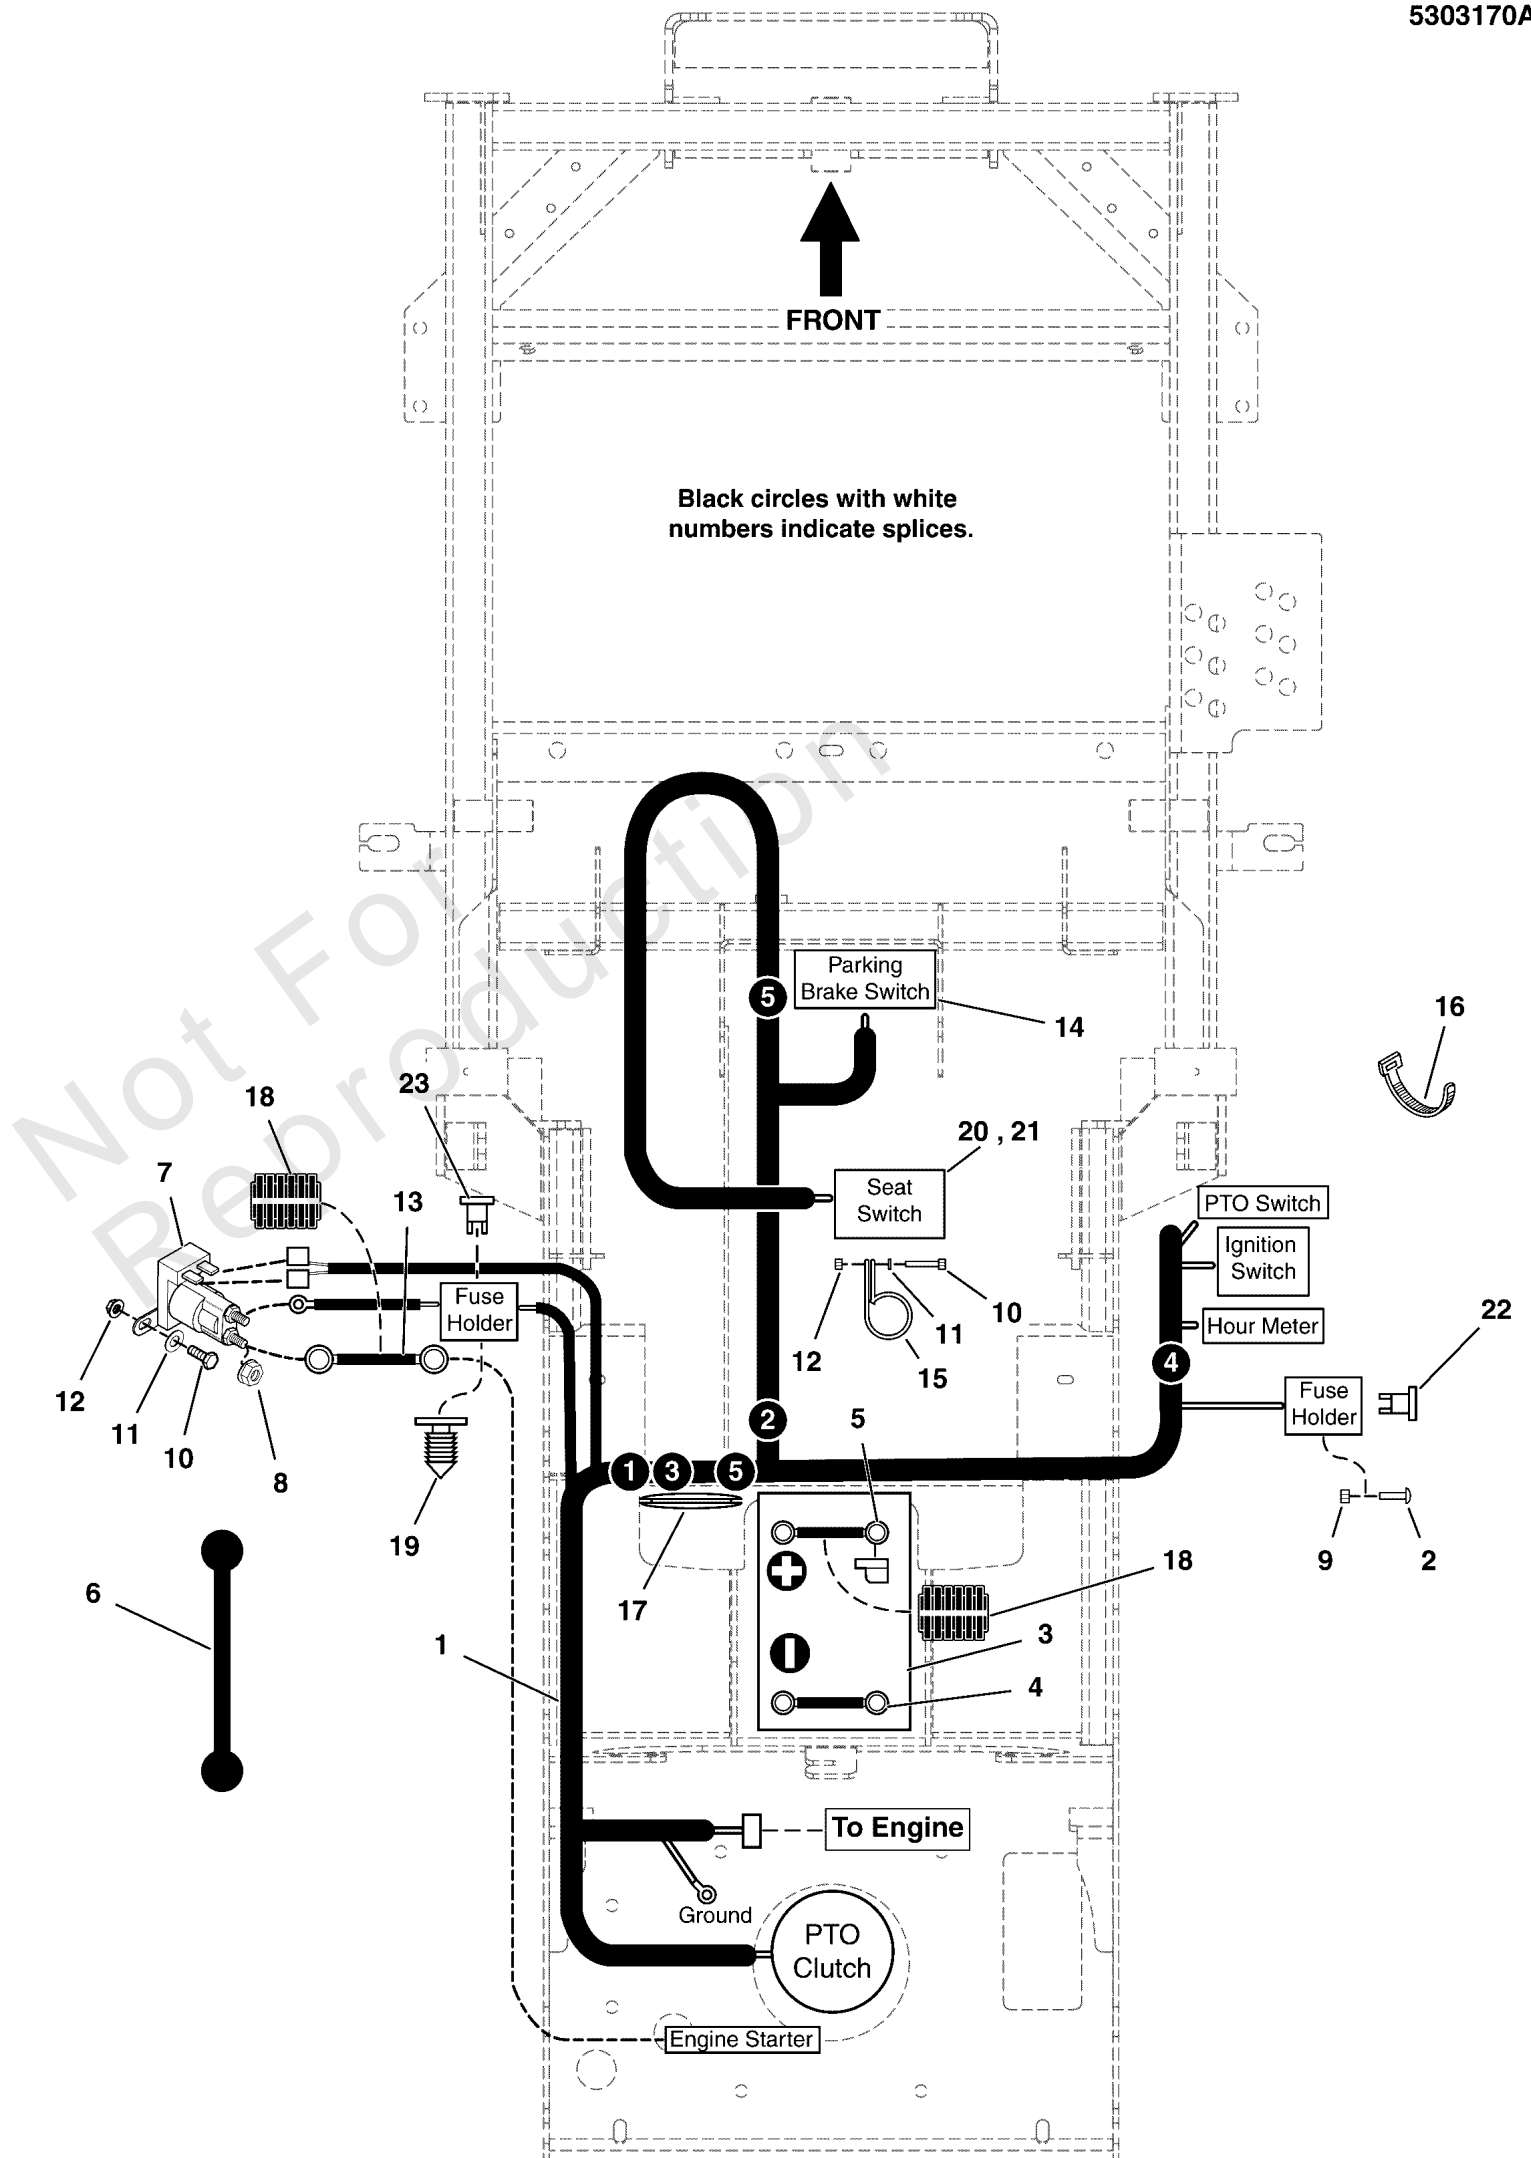 5303170A
FRONT
Black circles with white
numbers indicate splices.
Not For
Reproduction
5
Parking
Brake Switch
14
16
23
18
20 , 21
7
13
Seat
Switch
PTO Switch
Ignition
Switch
Fuse
Holder
10
11
12
15
Hour Meter
22
4
12
11
10
8
Fuse
Holder
2
5
1
3
5
19
17
9
2
18
6
1
3
4
To Engine
Ground
PTO
Clutch
Engine Starter